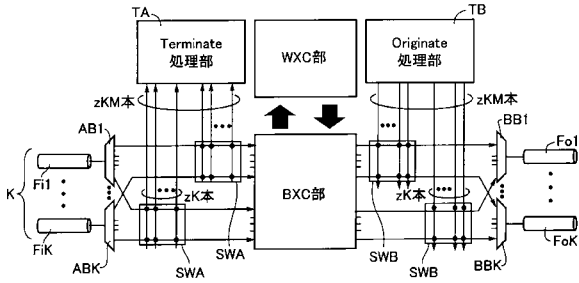 TA
TB
Terminate
処理部
WXC部
Originate
処理部
zKM本
zKM本
AB1
BB1
Fi1
Fo1
K
zK本
BXC部
zK本
SWA
SWB
FiK
FoK
ABK
SWA
SWB
BBK